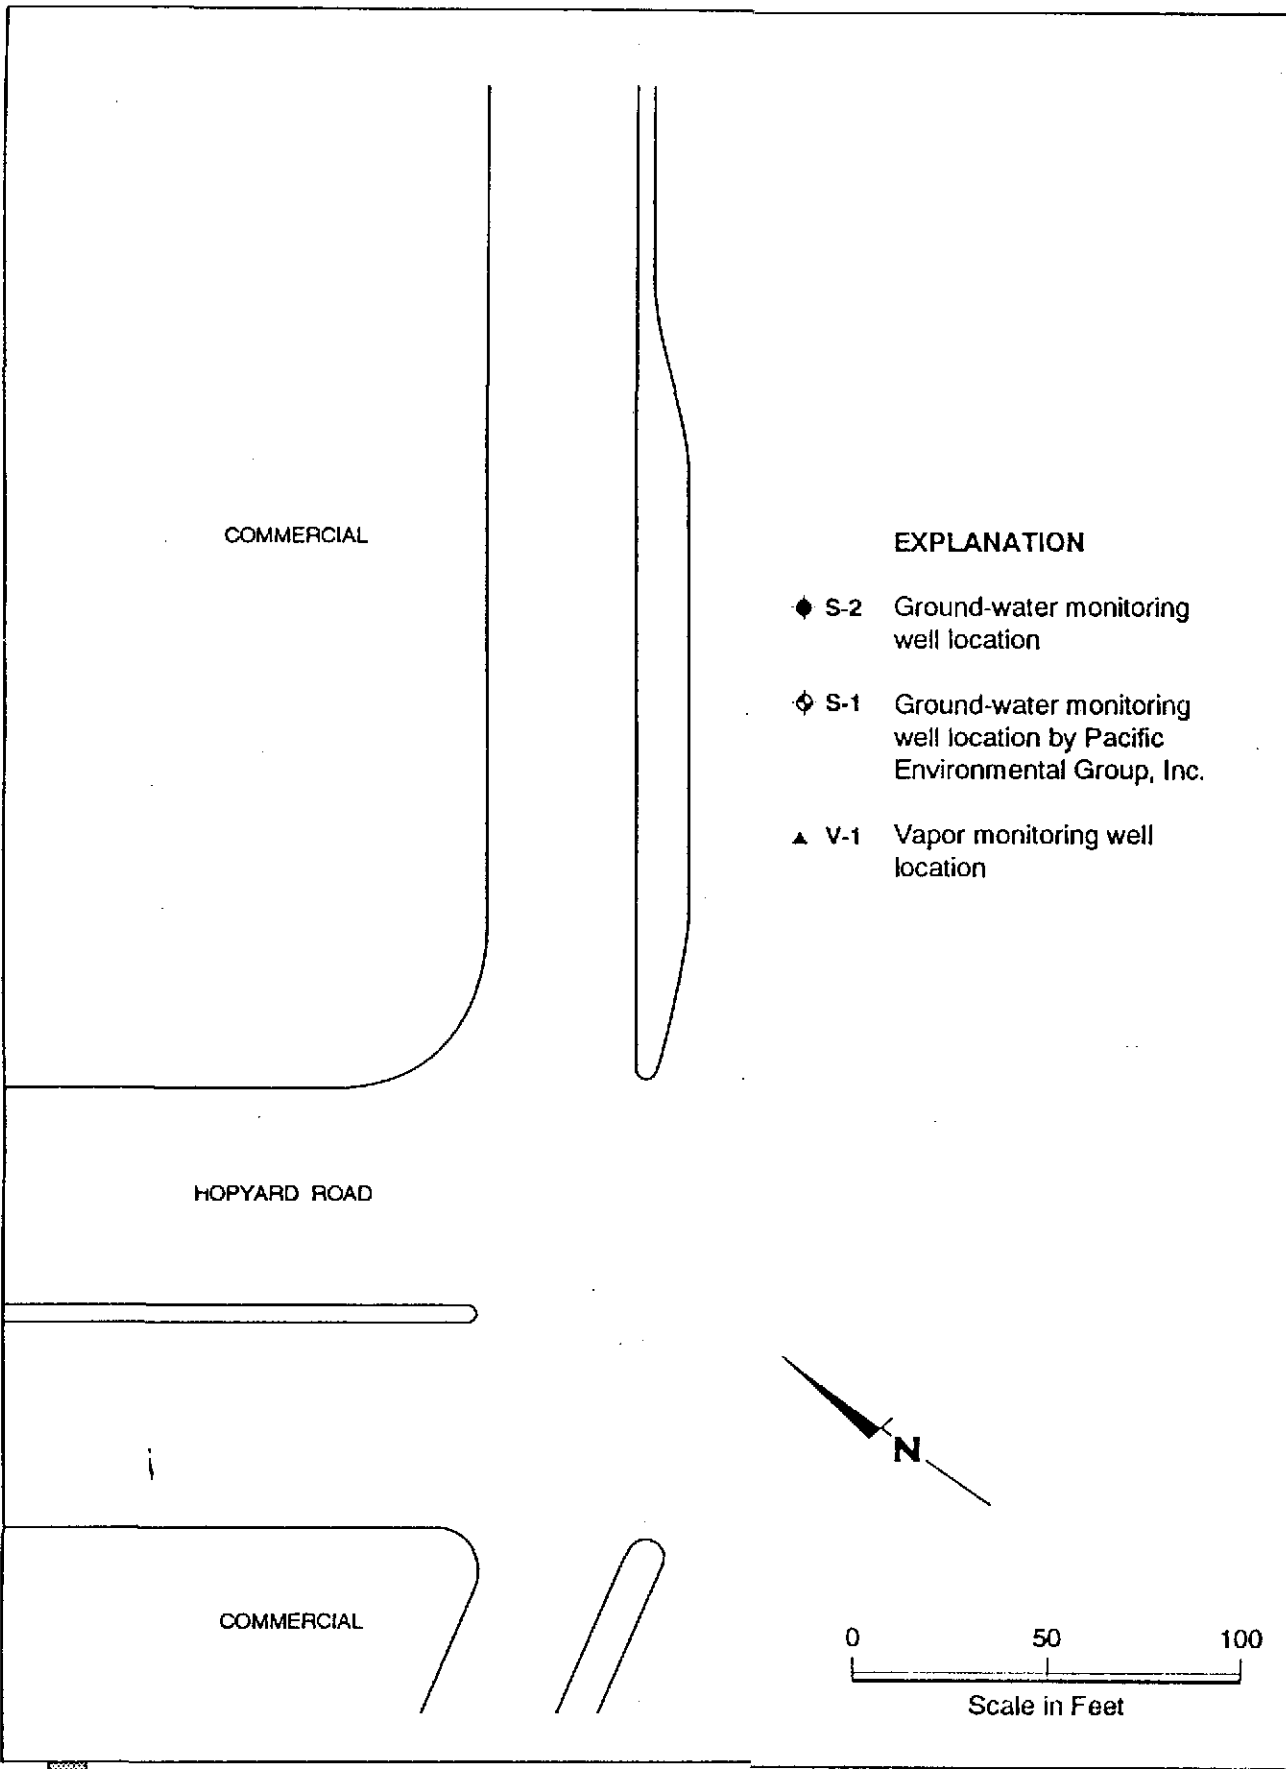 COMMERCIAL
EXPLANATION
S-2 Ground-water monitoring
well location
S-1 Ground-water monitoring
well location by Pacific
Environmental Group, Inc.
V-1 Vapor monitoring well
location
HOPYARD ROAD
N
COMMERCIAL
0 50 100
Scale in Feet